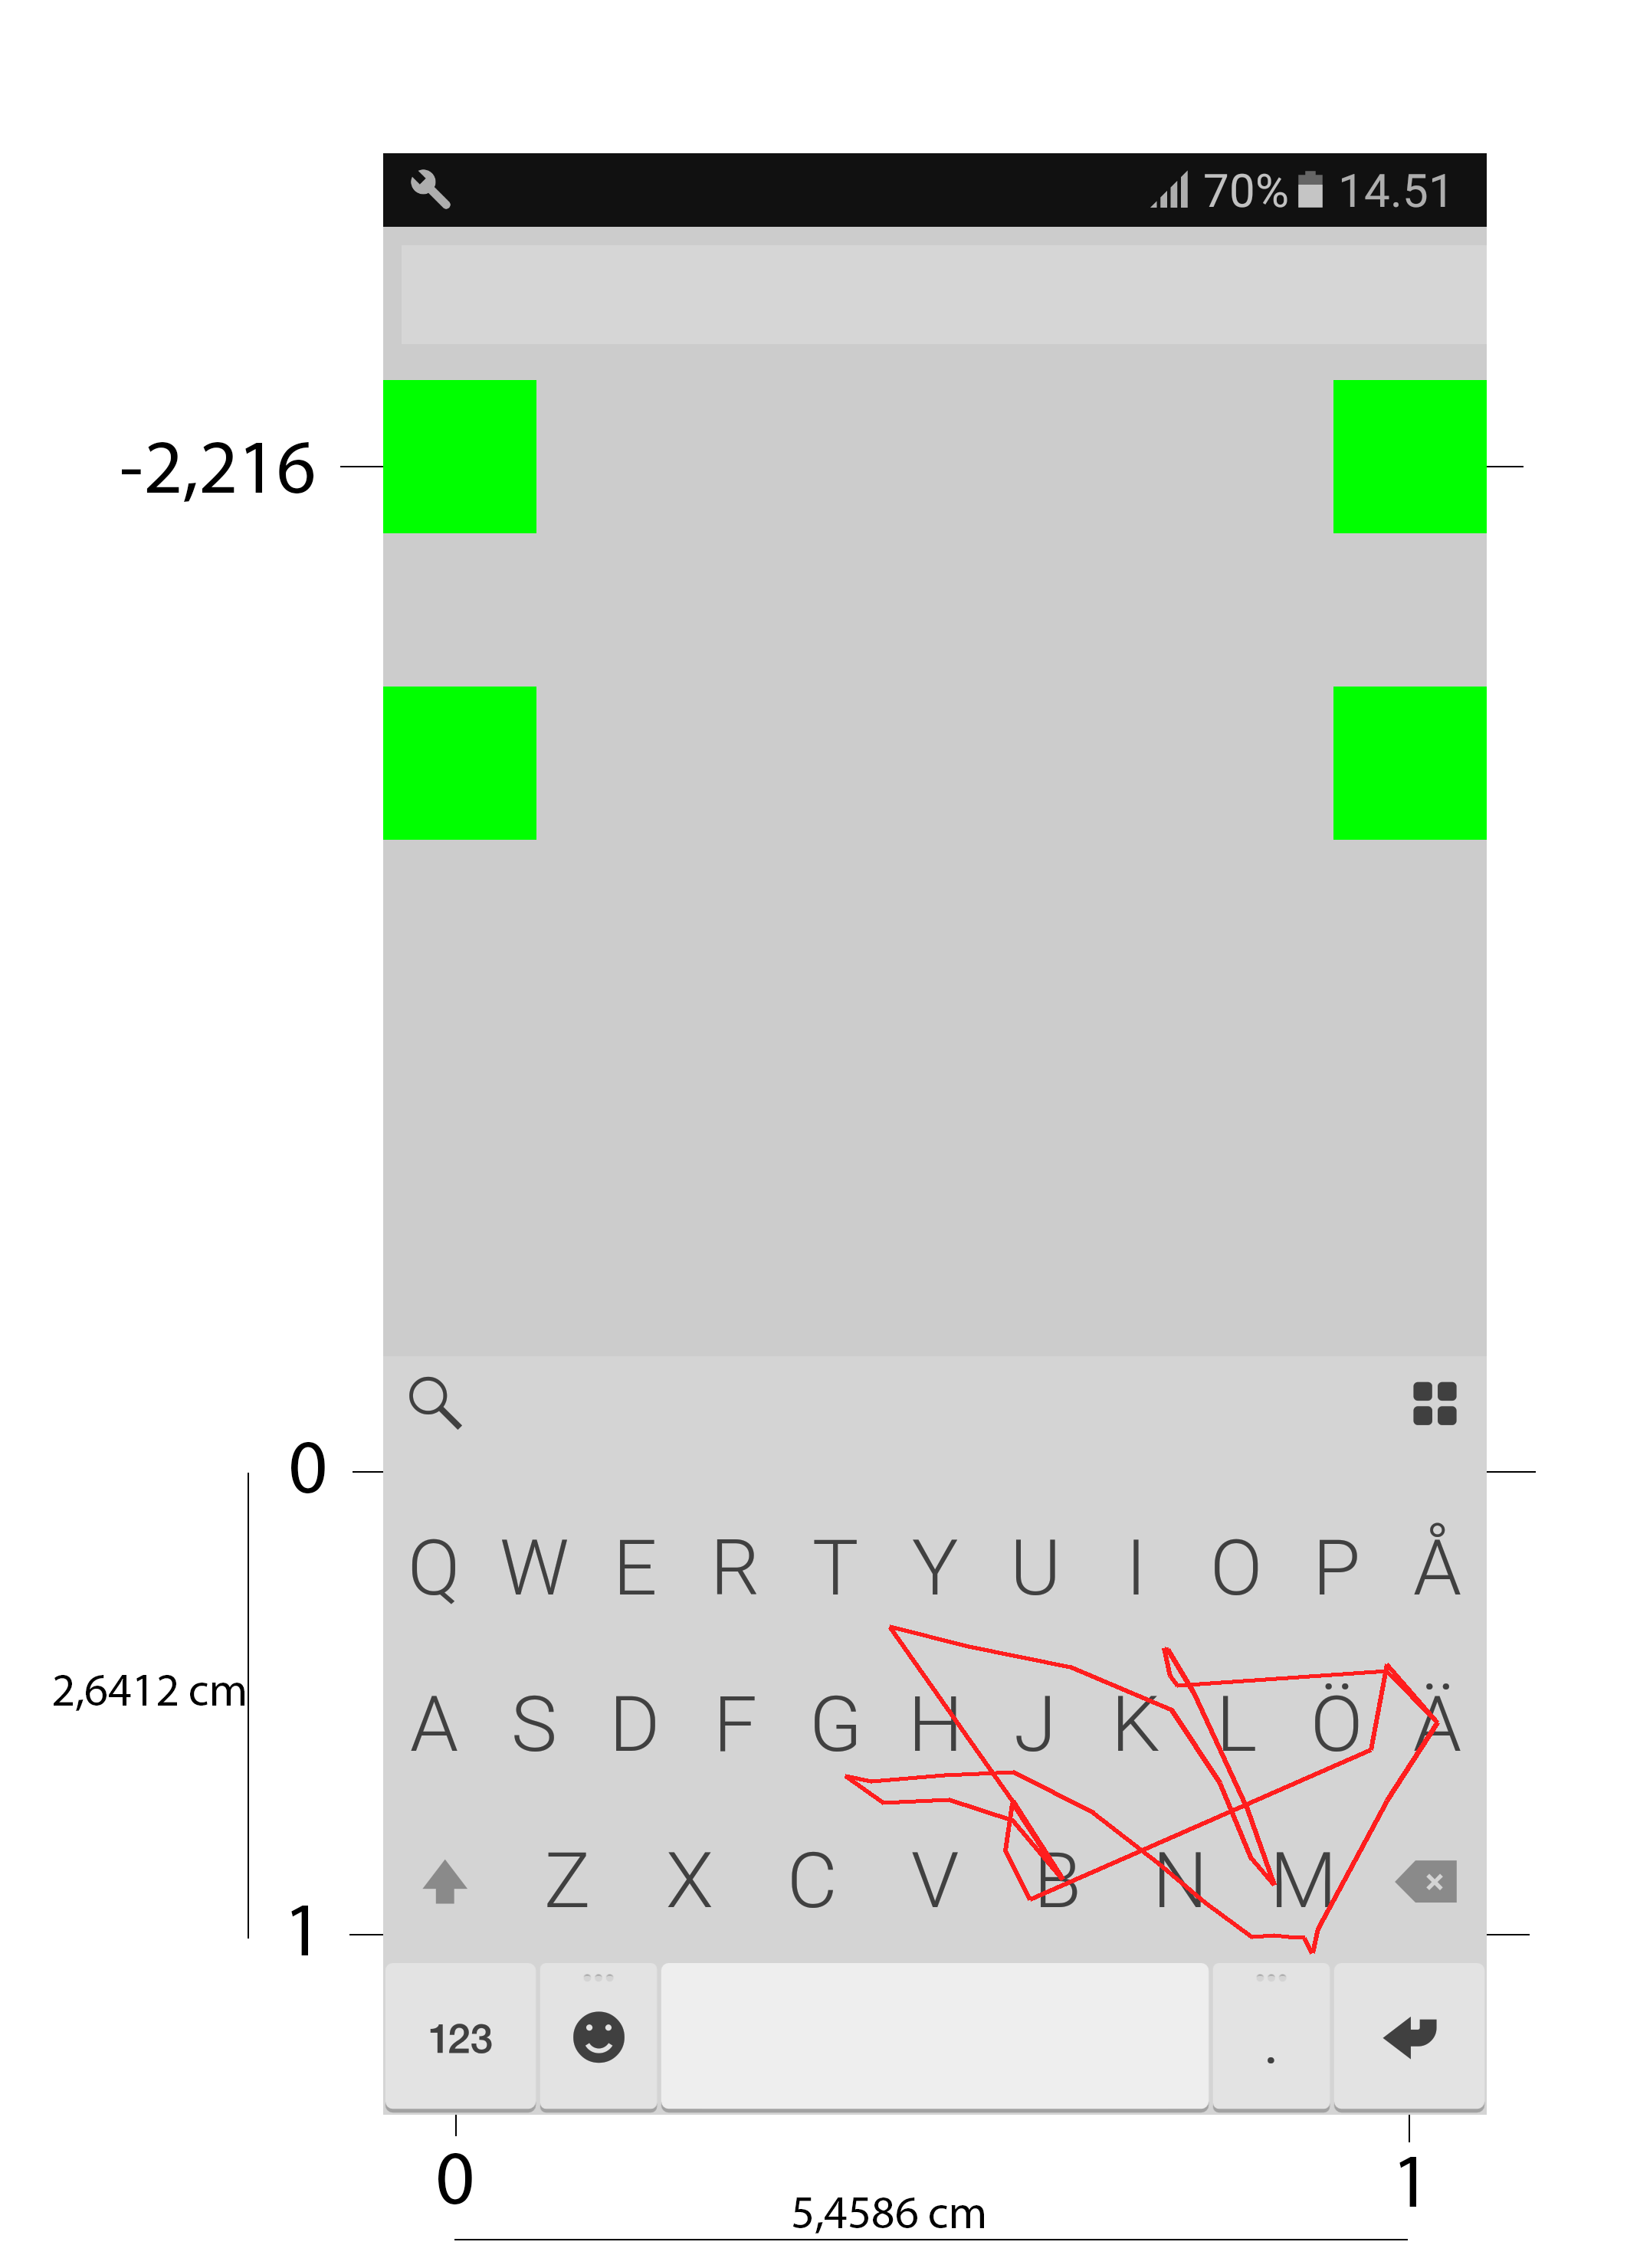 70% 14.51
-2,216
0
Q W E R T Y U I O P Å
2,6412 cm
A S D F G H J K L Ö Ä
Z X C V B N M
1
123 .
0 1
5,4586 cm